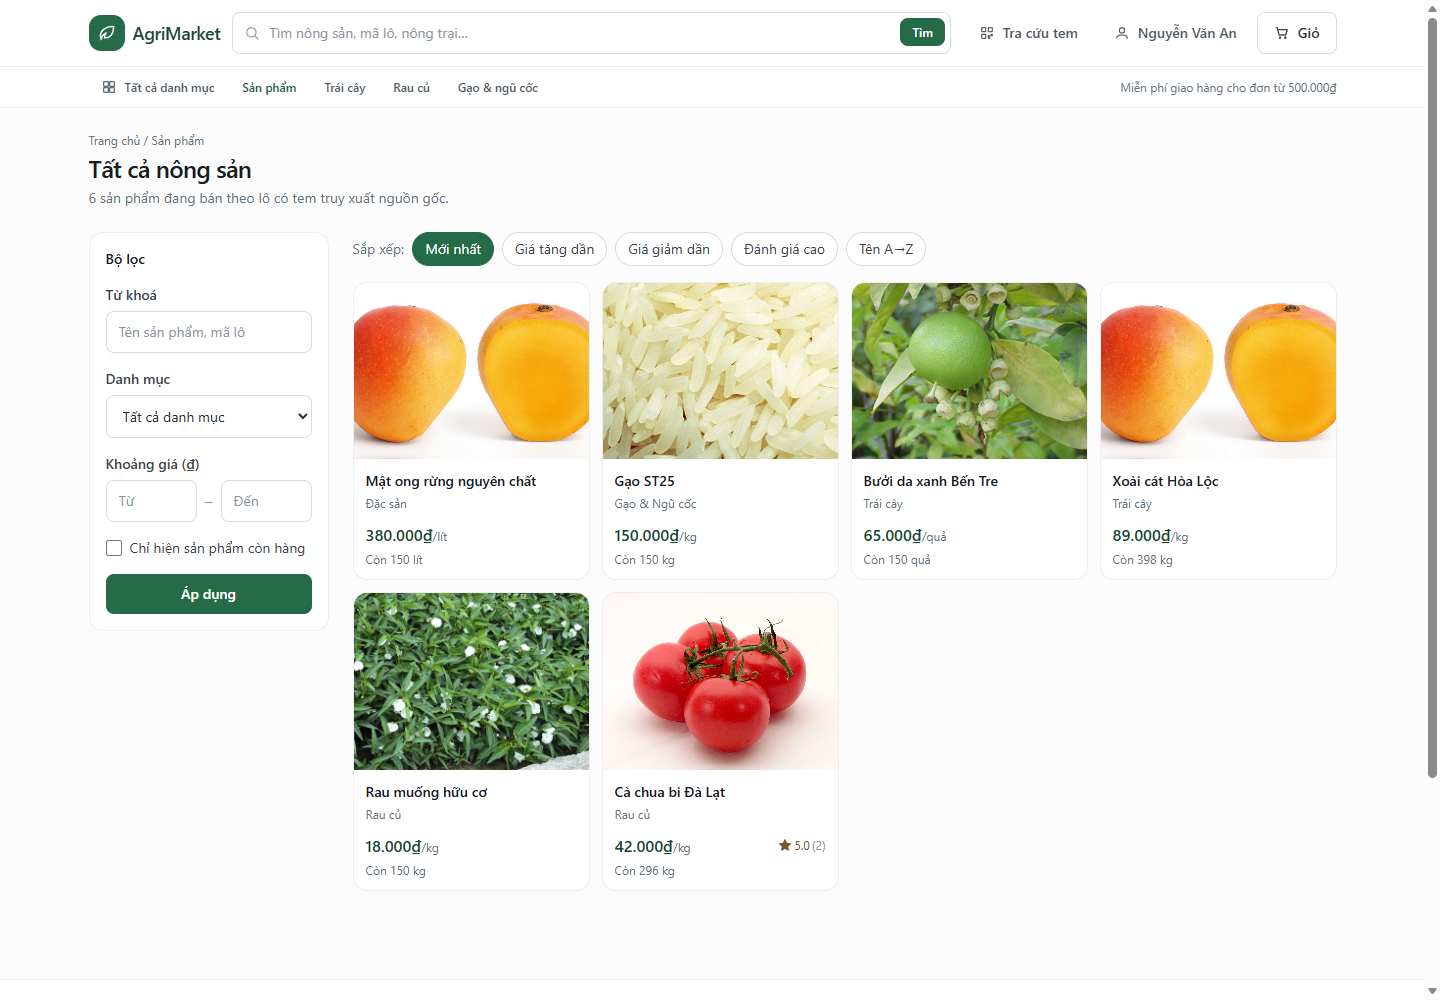 AgriMarket
Tìm nông sản, mã lô, nông trại...
Tìm
Tra cứu tem
Nguyễn Văn An
Giỏ
Tất cả danh mục
Sản phẩm
Trái cây
Rau củ
Gạo & ngũ cốc
Miễn phí giao hàng cho đơn từ 500.000₫
Trang chủ / Sản phẩm
Tất cả nông sản
6 sản phẩm đang bán theo lô có tem truy xuất nguồn gốc.
Bộ lọc
Từ khoá
Tên sản phẩm, mã lô
Danh mục
Tất cả danh mục
Khoảng giá (₫)
Từ
–
Đến
Chỉ hiện sản phẩm còn hàng
Áp dụng
Sắp xếp:
Mới nhất
Giá tăng dần
Giá giảm dần
Đánh giá cao
Tên A→Z
Mật ong rừng nguyên chất
Đặc sản
380.000₫/lít
Còn 150 lít
Gạo ST25
Gạo & Ngũ cốc
150.000₫/kg
Còn 150 kg
Bưởi da xanh Bến Tre
Trái cây
65.000₫/quả
Còn 150 quả
Xoài cát Hòa Lộc
Trái cây
89.000₫/kg
Còn 398 kg
Rau muống hữu cơ
Rau củ
18.000₫/kg
Còn 150 kg
Cà chua bi Đà Lạt
Rau củ
42.000₫/kg
★ 5.0 (2)
Còn 296 kg